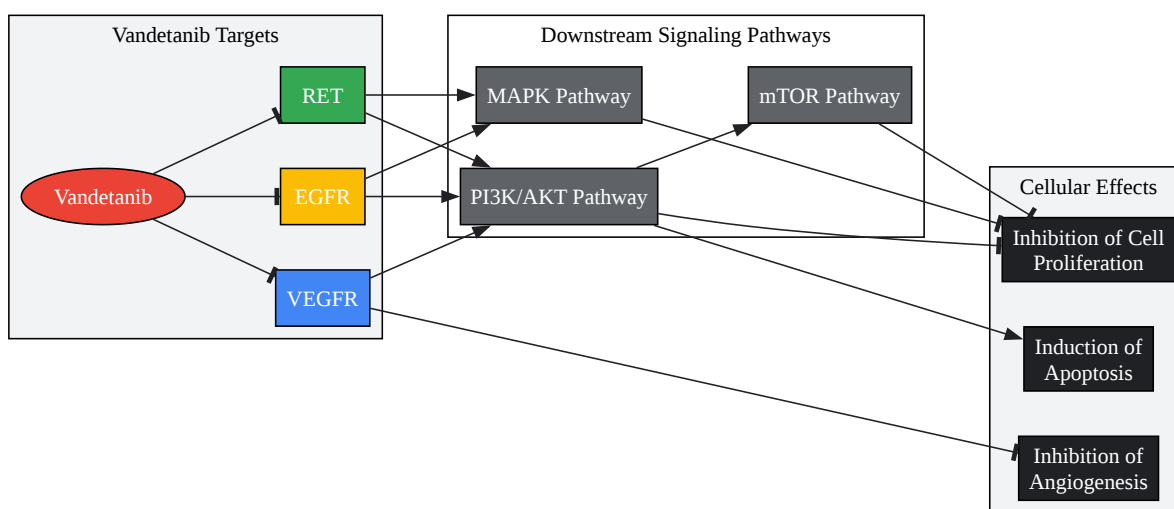 Vandetanib Targets
Downstream Signaling Pathways
RET
MAPK Pathway
mTOR Pathway
Vandetanib
EGFR
PI3K/AKT Pathway
VEGFR
Cellular Effects
Inhibition of Cell
Proliferation
Induction of
Apoptosis
Inhibition of
Angiogenesis